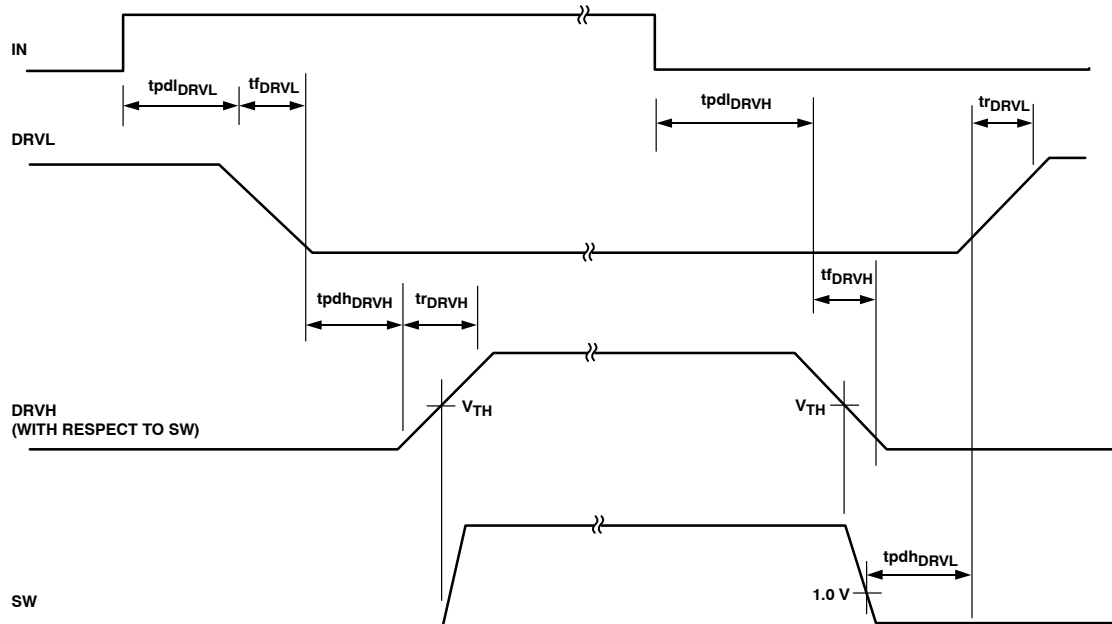 IN
tpdlDRVL
tfDRVL
tpdlDRVH
trDRVL
DRVL
tpdhDRVH
trDRVH
tfDRVH
VTH
VTH
DRVH
(WITH RESPECT TO SW)
tpdhDRVL
1.0 V
SW